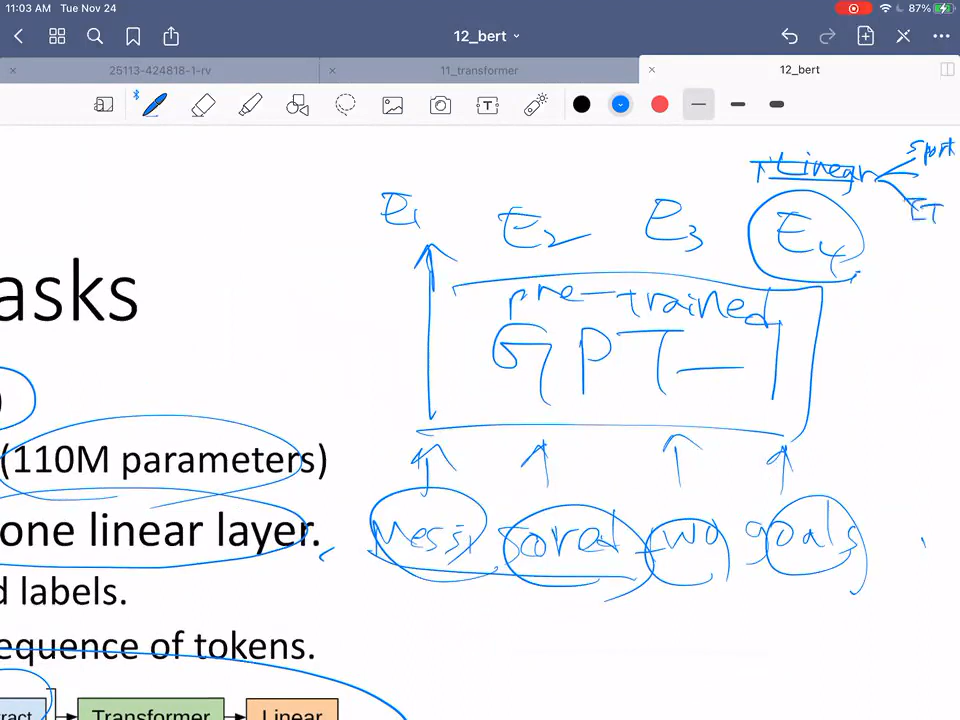 11:03 AM Tue Nov 24
87%
12_bert
25113-424818-1-rv
11_transformer
12_bert
T
Linear
Sport
IT
E1 E2 E3 E4
asks
pre-trained
GPT-1
(110M parameters)
one linear layer.
Messi scored two goals
d labels.
equence of tokens.
ract
Transformer
Linear